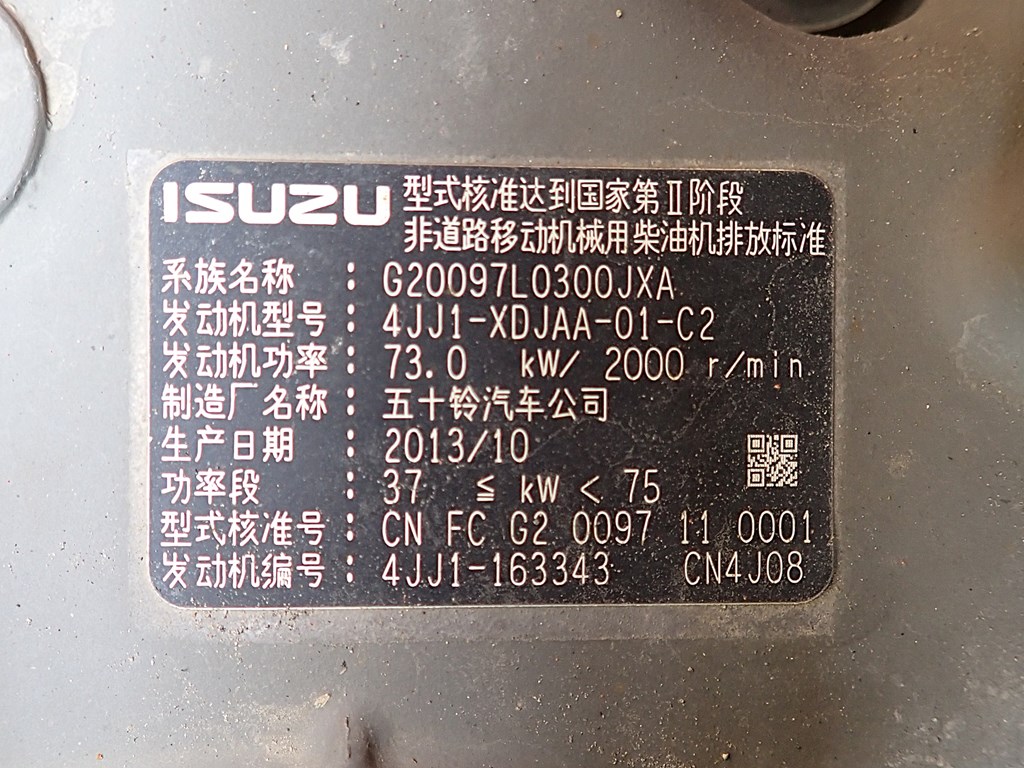 ISUZU 型式核准达到国家第Ⅱ阶段
非道路移动机械用柴油机排放标准
系族名称 : G20097L0300JXA
发动机型号 : 4JJ1-XDJAA-01-C2
发动机功率 : 73.0 kW/ 2000 r/min
制造厂名称 : 五十铃汽车公司
生产日期 : 2013/10
功率段 : 37 ≦ kW < 75
型式核准号 : CN FC G2 0097 11 0001
发动机编号 : 4JJ1-163343 CN4J08